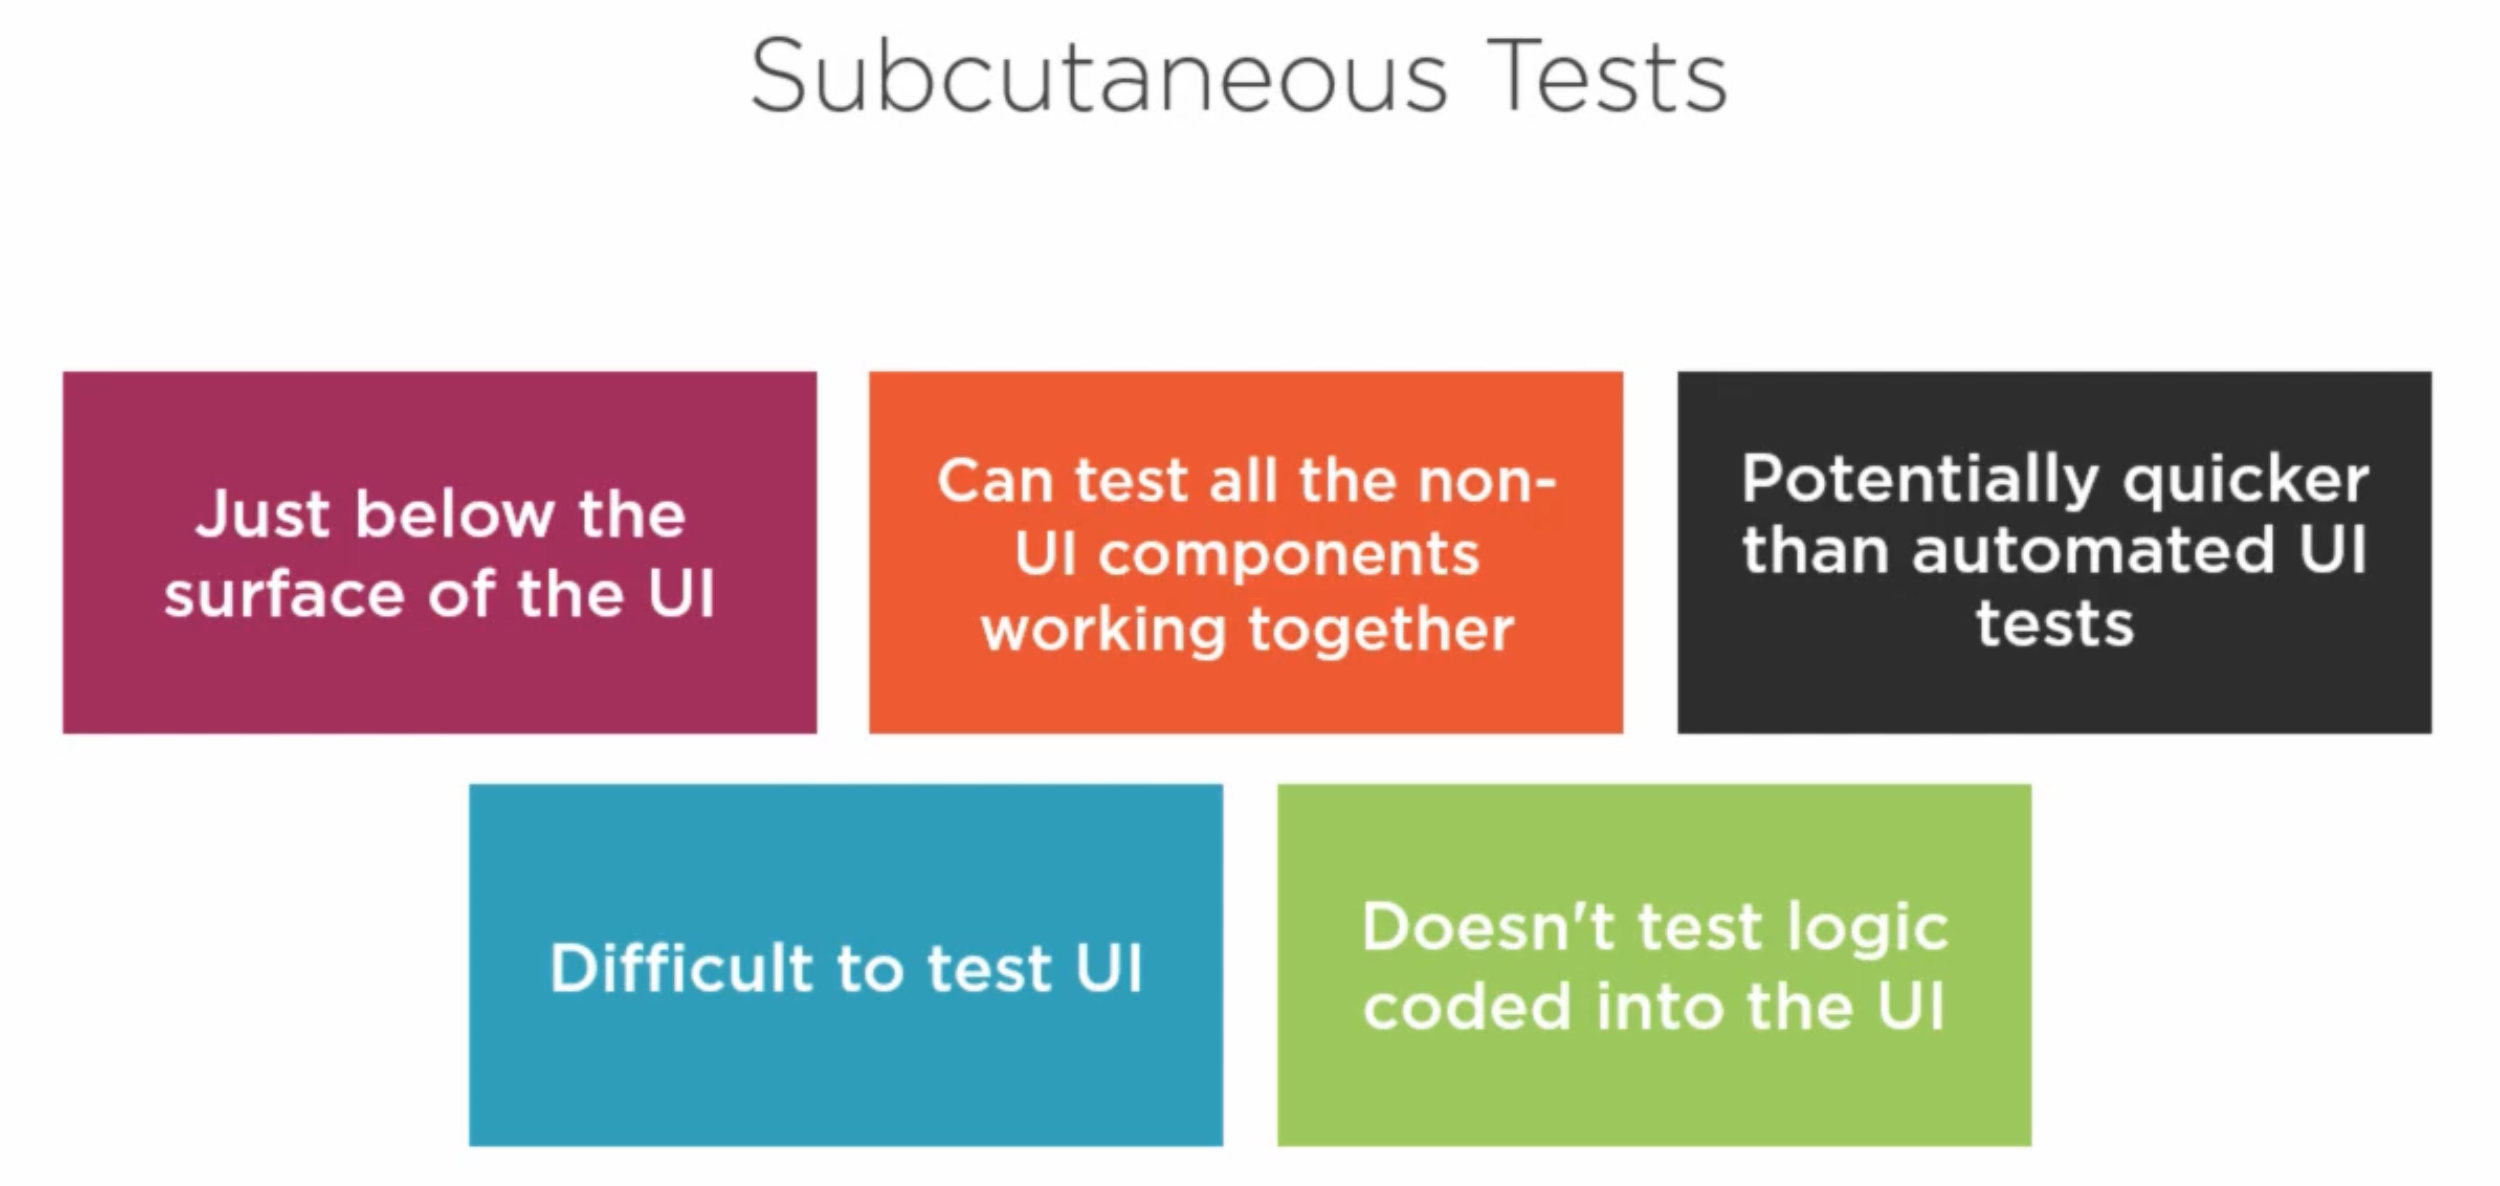 Subcutaneous Tests
Just below the
surface of the UI
Can test all the non-
UI components
working together
Potentially quicker
than automated UI
tests
Difficult to test UI
Doesn't test logic
coded into the UI